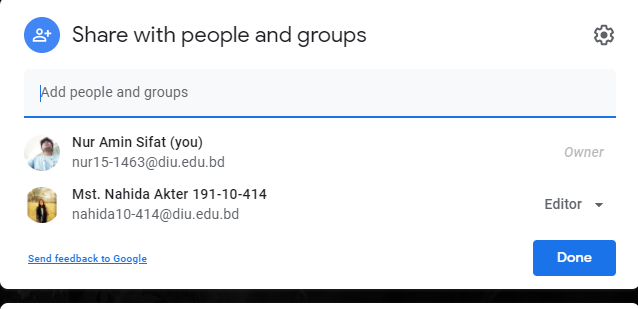 Share with people and groups
Add people and groups
Nur Amin Sifat (you)
nur15-1463@diu.edu.bd
Owner
Mst. Nahida Akter 191-10-414
nahida10-414@diu.edu.bd
Editor
Send feedback to Google
Done